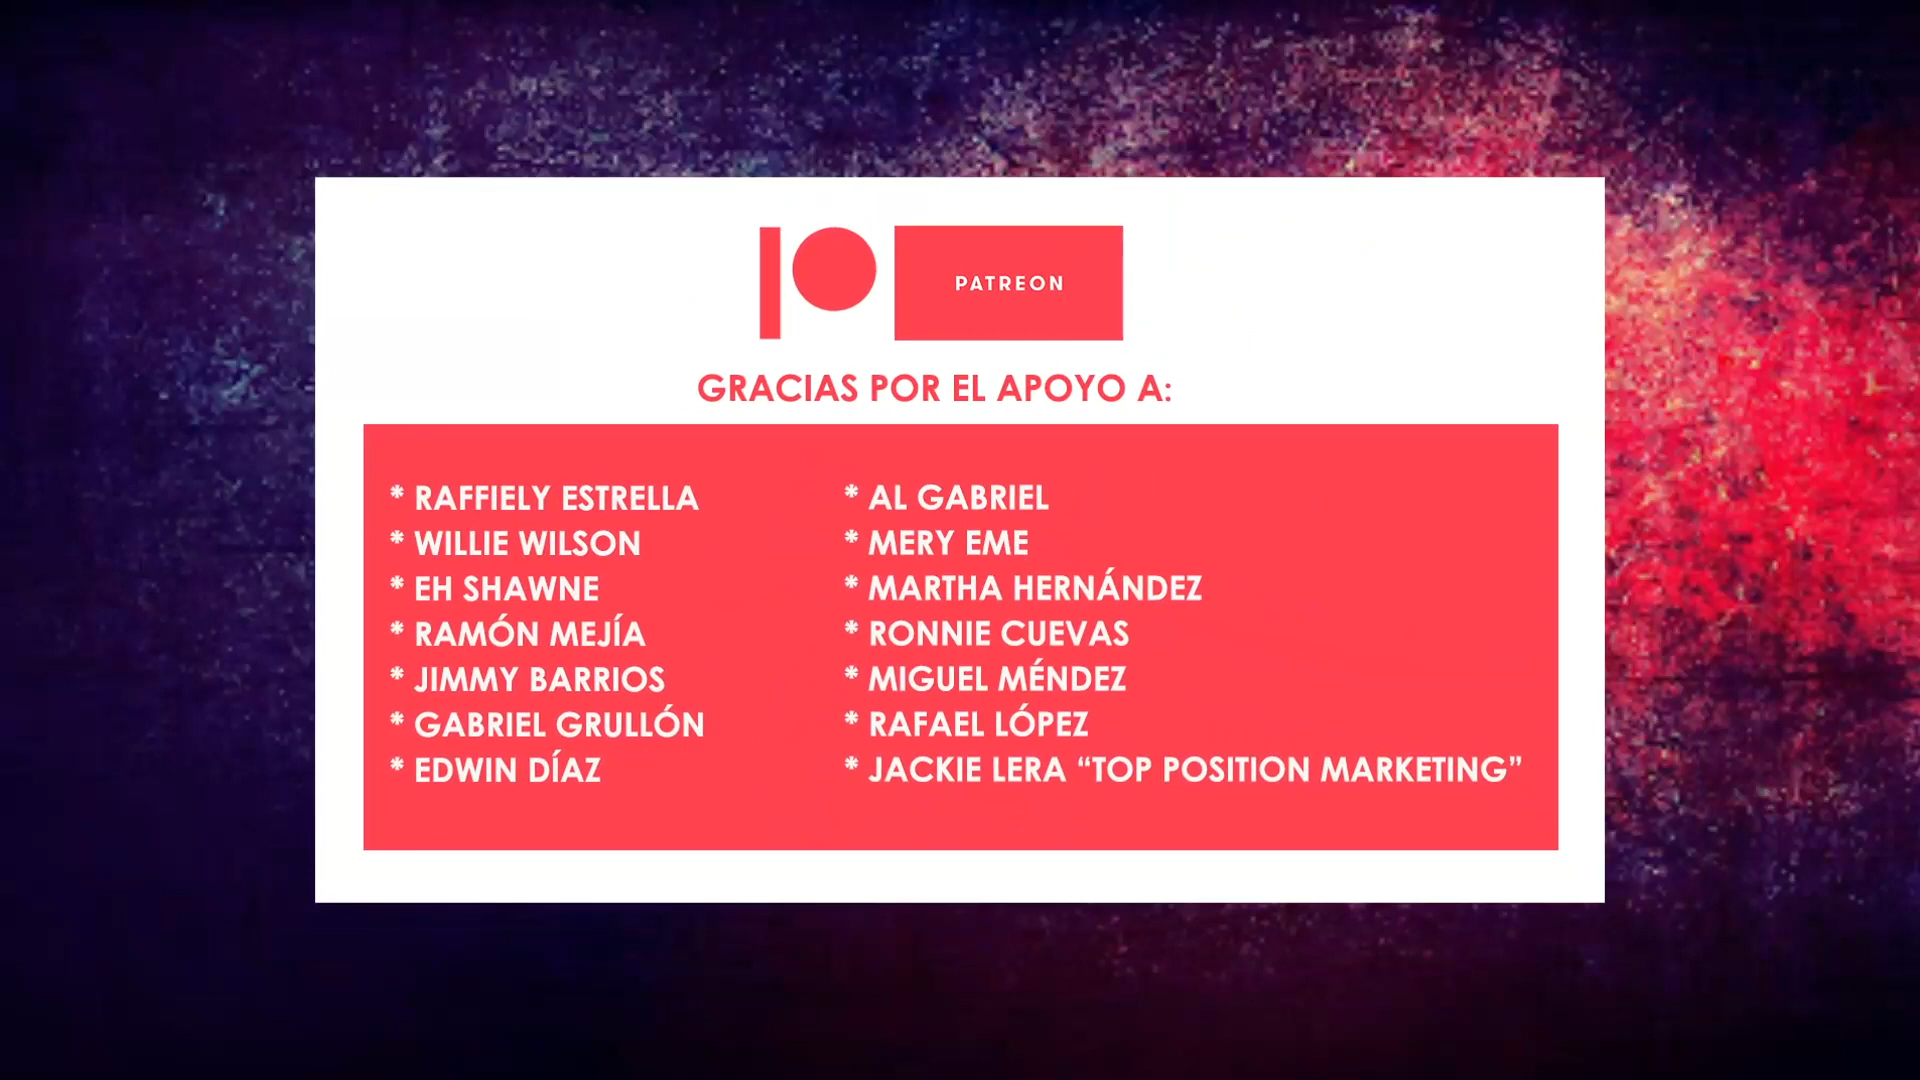 PATREON
GRACIAS POR EL APOYO A:
* RAFFIELY ESTRELLA
* WILLIE WILSON
* EH SHAWNE
* RAMÓN MEJÍA
* JIMMY BARRIOS
* GABRIEL GRULLÓN
* EDWIN DÍAZ
* AL GABRIEL
* MERY EME
* MARTHA HERNÁNDEZ
* RONNIE CUEVAS
* MIGUEL MÉNDEZ
* RAFAEL LÓPEZ
* JACKIE LERA “TOP POSITION MARKETING”